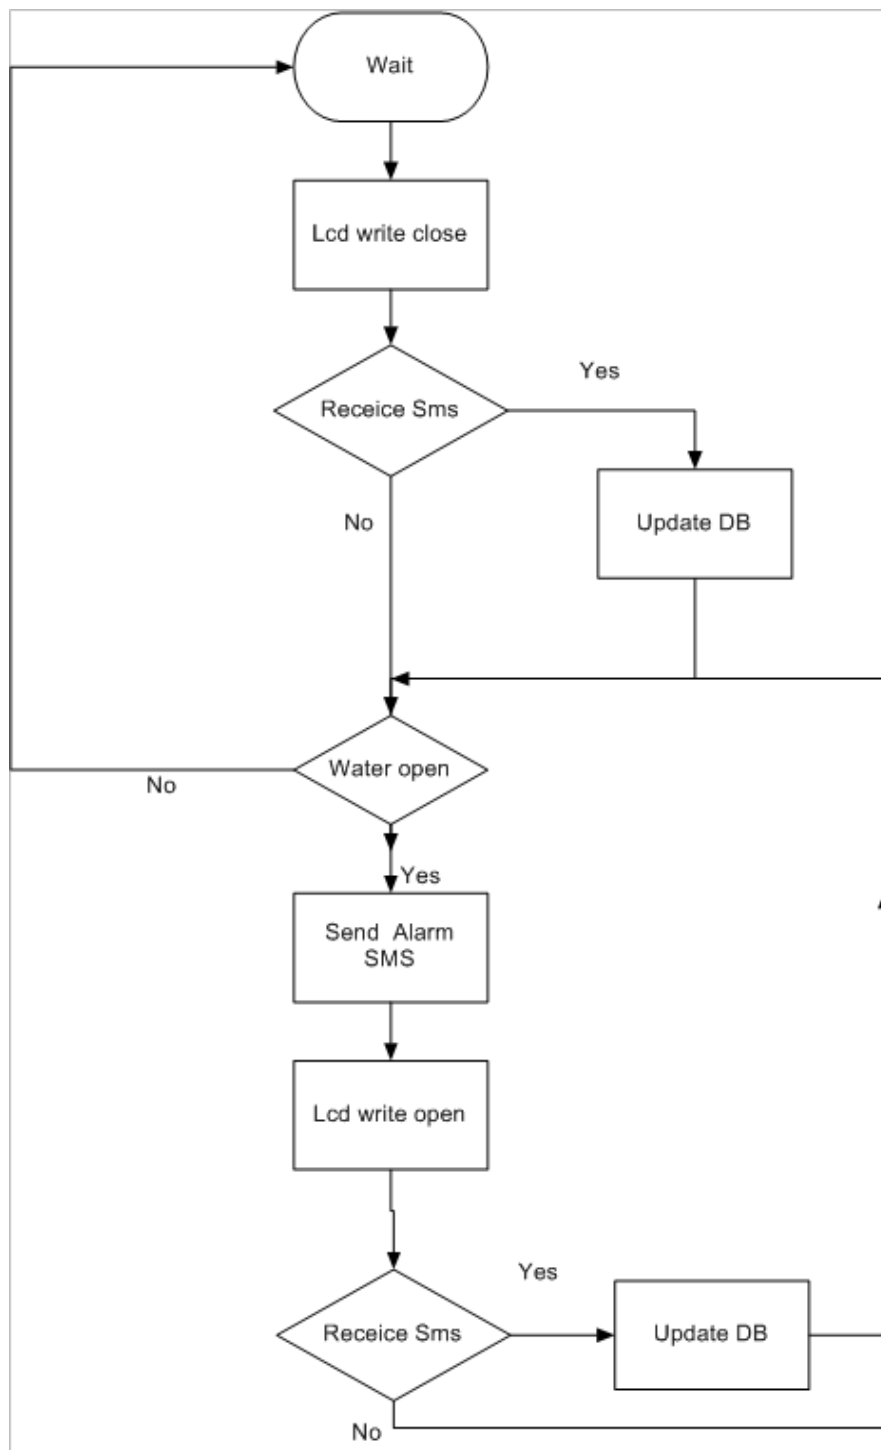 Wait
Lcd write close
Yes
Receice Sms
No
Update DB
Water open
No
Yes
Send Alarm
SMS
Lcd write open
Yes
Receice Sms
Update DB
No